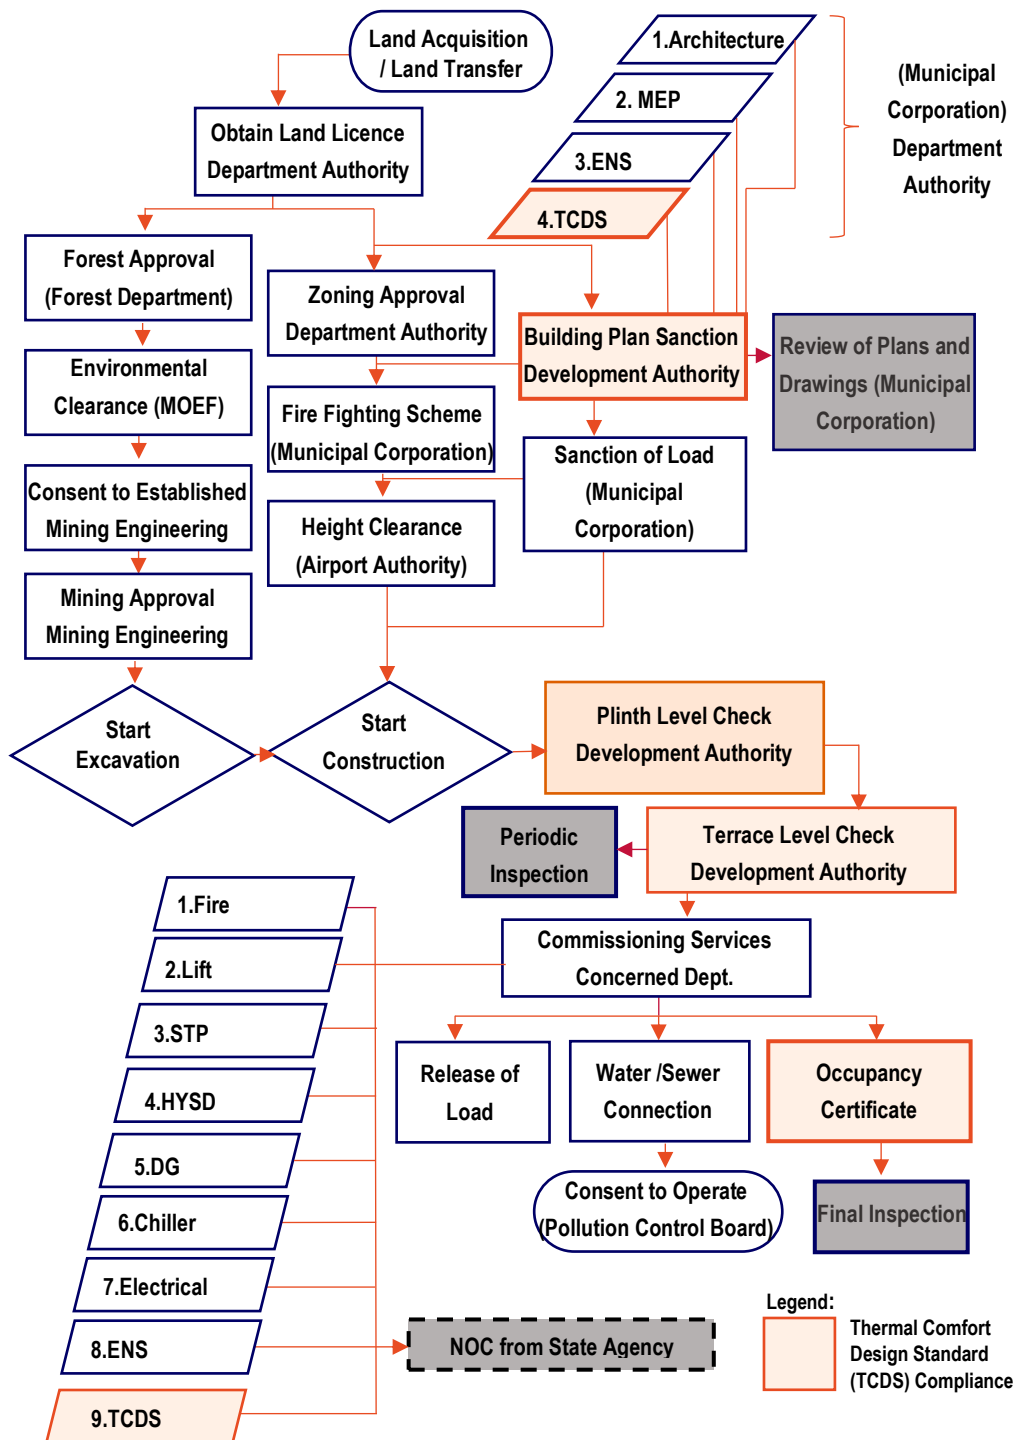 Land Acquisition
/ Land Transfer
1.Architecture
2. MEP
3.ENS
4.TCDS
(Municipal
Corporation)
Department
Authority
Obtain Land Licence
Department Authority
Forest Approval
(Forest Department)
Zoning Approval
Department Authority
Building Plan Sanction
Development Authority
Review of Plans and
Drawings (Municipal
Corporation)
Environmental
Clearance (MOEF)
Fire Fighting Scheme
(Municipal Corporation)
Sanction of Load
(Municipal
Corporation)
Consent to Established
Mining Engineering
Height Clearance
(Airport Authority)
Mining Approval
Mining Engineering
Start
Excavation
Start
Construction
Plinth Level Check
Development Authority
Periodic
Inspection
Terrace Level Check
Development Authority
1.Fire
2.Lift
3.STP
4.HYSD
5.DG
6.Chiller
7.Electrical
8.ENS
9.TCDS
Commissioning Services
Concerned Dept.
Release of
Load
Water /Sewer
Connection
Occupancy
Certificate
Consent to Operate
(Pollution Control Board)
Final Inspection
NOC from State Agency
Legend:
Thermal Comfort
Design Standard
(TCDS) Compliance